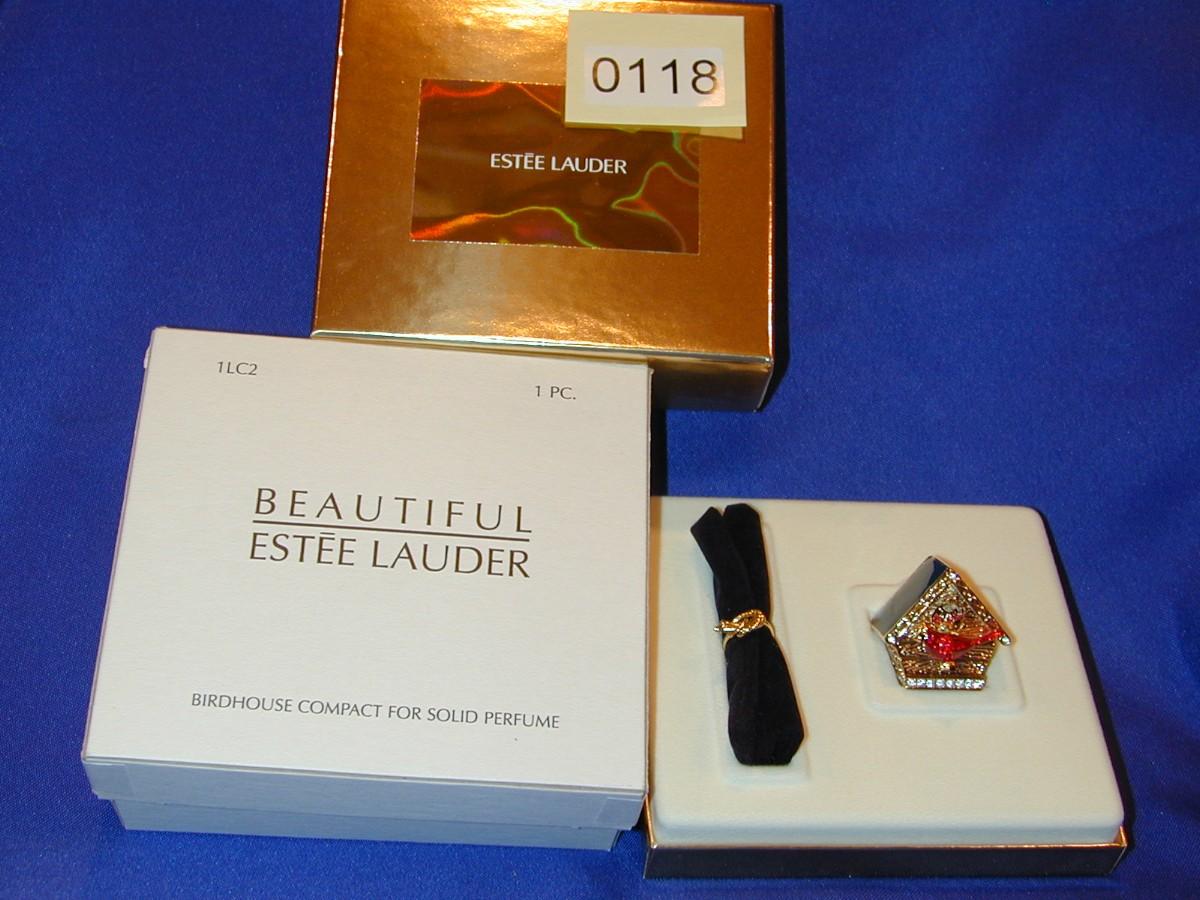 0118
ESTĒE LAUDER
1LC2
1 PC.
BEAUTIFUL
ESTĒE LAUDER
BIRDHOUSE COMPACT FOR SOLID PERFUME